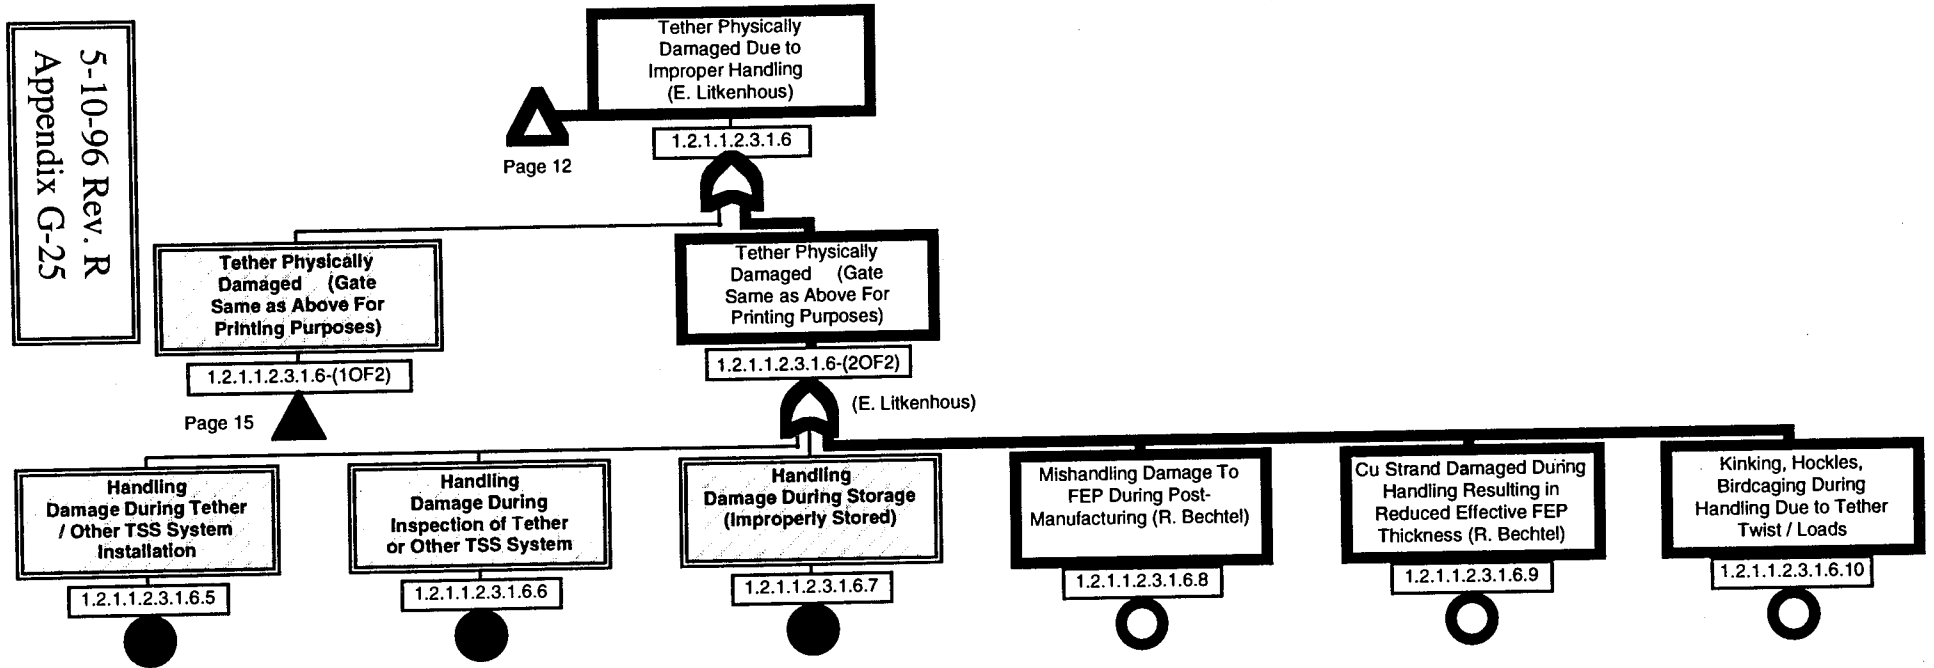 5-10-96 Rev. R
Appendix G-25
Tether Physically
Damaged Due to
Improper Handling
(E. Litkenhous)
1.2.1.1.2.3.1.6
Page 12
Tether Physically
Damaged (Gate
Same as Above For
Printing Purposes)
1.2.1.1.2.3.1.6-(1OF2)
Page 15
Tether Physically
Damaged (Gate
Same as Above For
Printing Purposes)
1.2.1.1.2.3.1.6-(2OF2)
(E. Litkenhous)
Handling
Damage During Tether
/ Other TSS System
Installation
1.2.1.1.2.3.1.6.5
Handling
Damage During
Inspection of Tether
or Other TSS System
1.2.1.1.2.3.1.6.6
Handling
Damage During Storage
(Improperly Stored)
1.2.1.1.2.3.1.6.7
Mishandling Damage To
FEP During Post-
Manufacturing (R. Bechtel)
1.2.1.1.2.3.1.6.8
Cu Strand Damaged During
Handling Resulting in
Reduced Effective FEP
Thickness (R. Bechtel)
1.2.1.1.2.3.1.6.9
Kinking, Hockles,
Birdcaging During
Handling Due to Tether
Twist / Loads
1.2.1.1.2.3.1.6.10